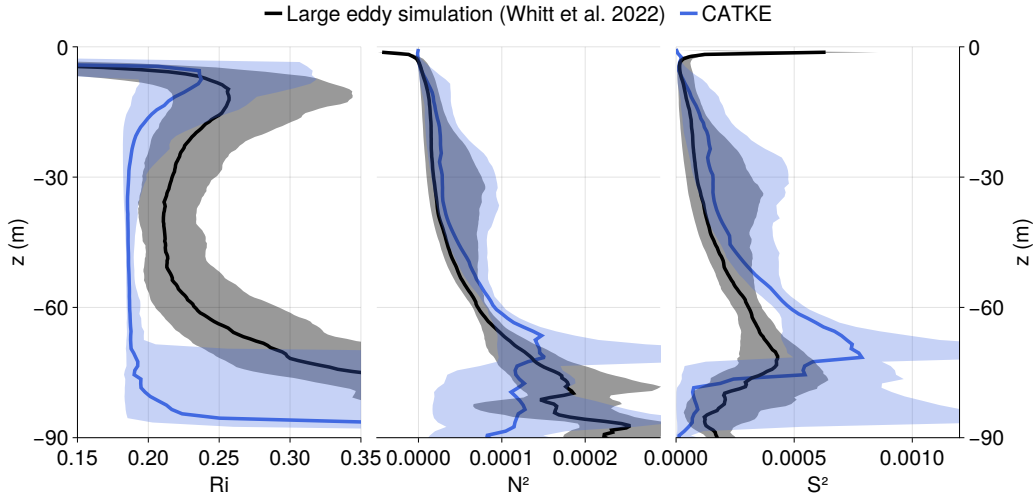 Large eddy simulation (Whitt et al. 2022) CATKE
0 0
−30 −30
−60 −60
−90 −90
z (m) z (m)
0.15 0.20 0.25 0.30 0.35 0.0000 0.0001 0.0002 0.0000 0.0005 0.0010
Ri N² S²